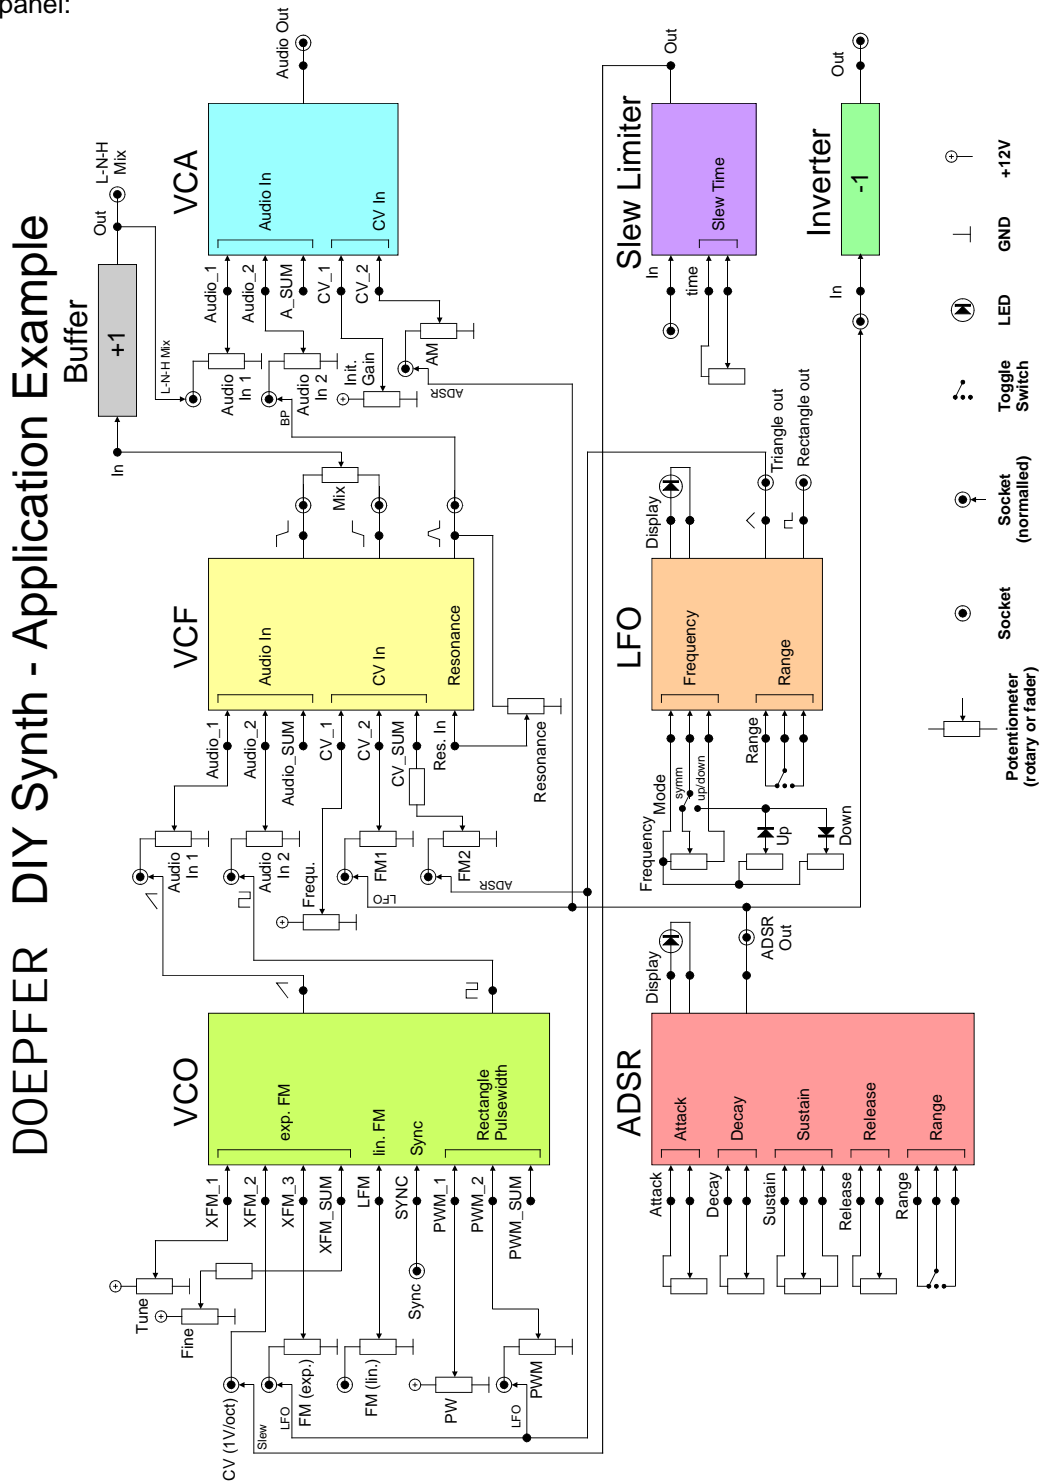 panel:
DOEPFER DIY Synth - Application Example
VCO
exp. FM
lin. FM
Sync
Rectangle
Pulsewidth
XFM_1
XFM_2
XFM_3
XFM_SUM
LFM
SYNC
PWM_1
PWM_2
PWM_SUM
Tune
Fine
CV (1V/oct)
Slew
LFO
FM (exp.)
FM (lin.)
Sync
PW
LFO
PWM
VCF
Audio In
CV In
Resonance
Audio_1
Audio_2
Audio_SUM
CV_1
CV_2
CV_SUM
Res. In
Audio
In 1
Audio
In 2
Frequ.
FM1
LFO
FM2
ADSR
Resonance
Mix
BP
Buffer
+1
In
Out
L-N-H
Mix
L-N-H Mix
VCA
Audio In
CV In
Audio_1
Audio_2
A_SUM
CV_1
CV_2
Audio
In 1
Audio
In 2
Init.
Gain
AM
ADSR
Audio Out
ADSR
Attack
Decay
Sustain
Release
Range
Attack
Decay
Sustain
Release
Range
Display
ADSR
Out
LFO
Frequency
Range
Frequency
Mode
symm
up/down
Range
Up
Down
Display
Triangle out
Rectangle out
Slew Limiter
Slew Time
In
time
Out
Inverter
-1
In
Out
Potentiometer
(rotary or fader)
Socket
Socket
(normalled)
Toggle
Switch
LED
GND
+12V